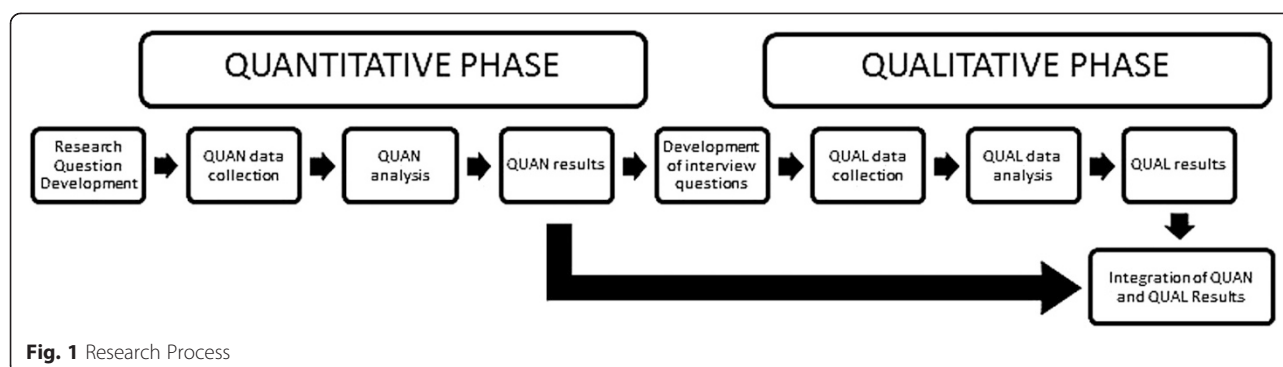 QUANTITATIVE PHASE
QUALITATIVE PHASE
Research
Question
Development
QUAN data
collection
QUAN
analysis
QUAN results
Development
of interview
questions
QUAL data
collection
QUAL data
analysis
QUAL results
Integration of QUAN
and QUAL Results
Fig. 1 Research Process